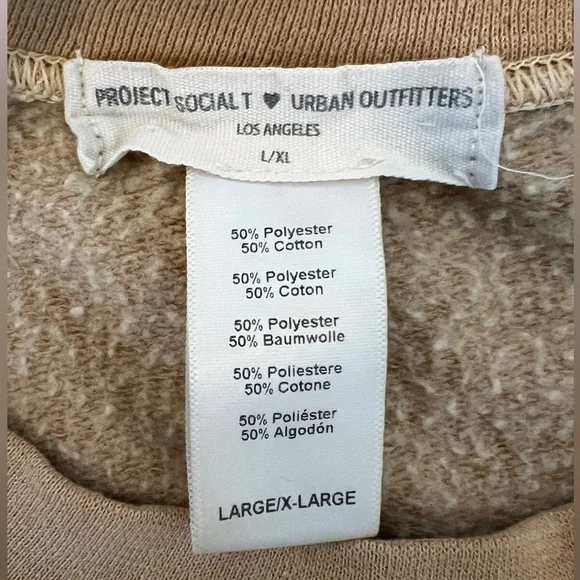 PROJECT SOCIAL T ♥ URBAN OUTFITTERS
LOS ANGELES
L/XL
50% Polyester
50% Cotton
50% Polyester
50% Coton
50% Polyester
50% Baumwolle
50% Poliestere
50% Cotone
50% Poliéster
50% Algodón
LARGE/X-LARGE